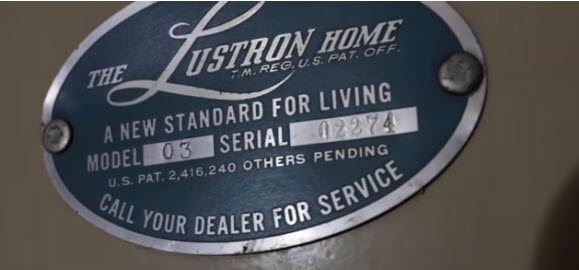 THE LUSTRON HOME
T.M. REG. U.S. PAT. OFF.
A NEW STANDARD FOR LIVING
MODEL 03 SERIAL 02274
U.S. PAT. 2,416,240 OTHERS PENDING
CALL YOUR DEALER FOR SERVICE